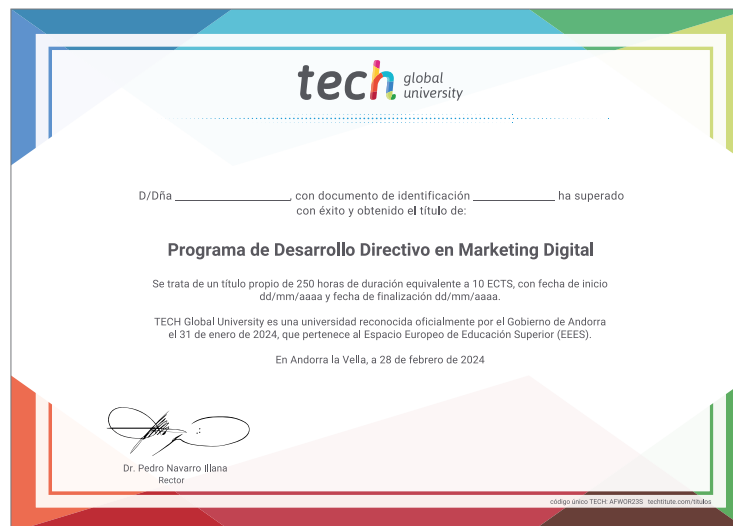 tech global university
D/Dña ____________________, con documento de identificación ______________ ha superado
con éxito y obtenido el título de:
Programa de Desarrollo Directivo en Marketing Digital
Se trata de un título propio de 250 horas de duración equivalente a 10 ECTS, con fecha de inicio
dd/mm/aaaa y fecha de finalización dd/mm/aaaa.
TECH Global University es una universidad reconocida oficialmente por el Gobierno de Andorra
el 31 de enero de 2024, que pertenece al Espacio Europeo de Educación Superior (EEES).
En Andorra la Vella, a 28 de febrero de 2024
Dr. Pedro Navarro Illana
Rector
código único TECH: AFWOR23S techtitute.com/titulos